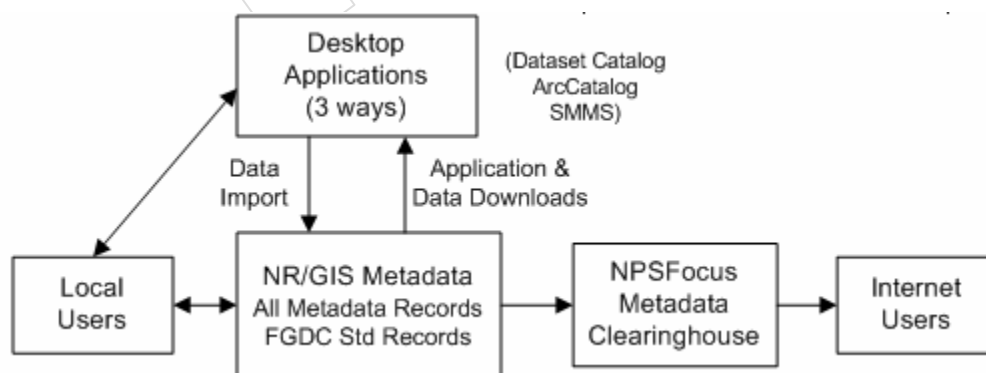 Desktop
Applications
(3 ways)
(Dataset Catalog
ArcCatalog
SMMS)
Data
Import
Application &
Data Downloads
Local
Users
NR/GIS Metadata
All Metadata Records
FGDC Std Records
NPSFocus
Metadata
Clearinghouse
Internet
Users